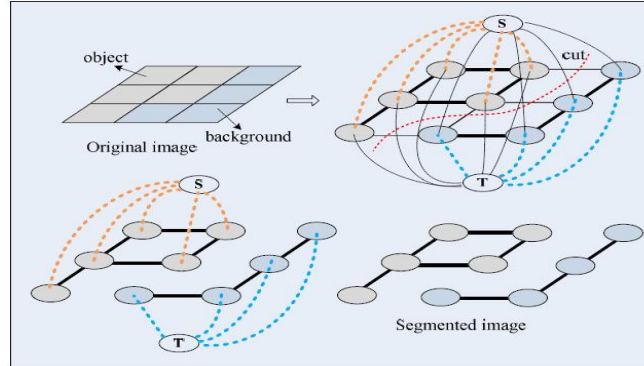 S
object
cut
background
Original image
T
S
T
Segmented image